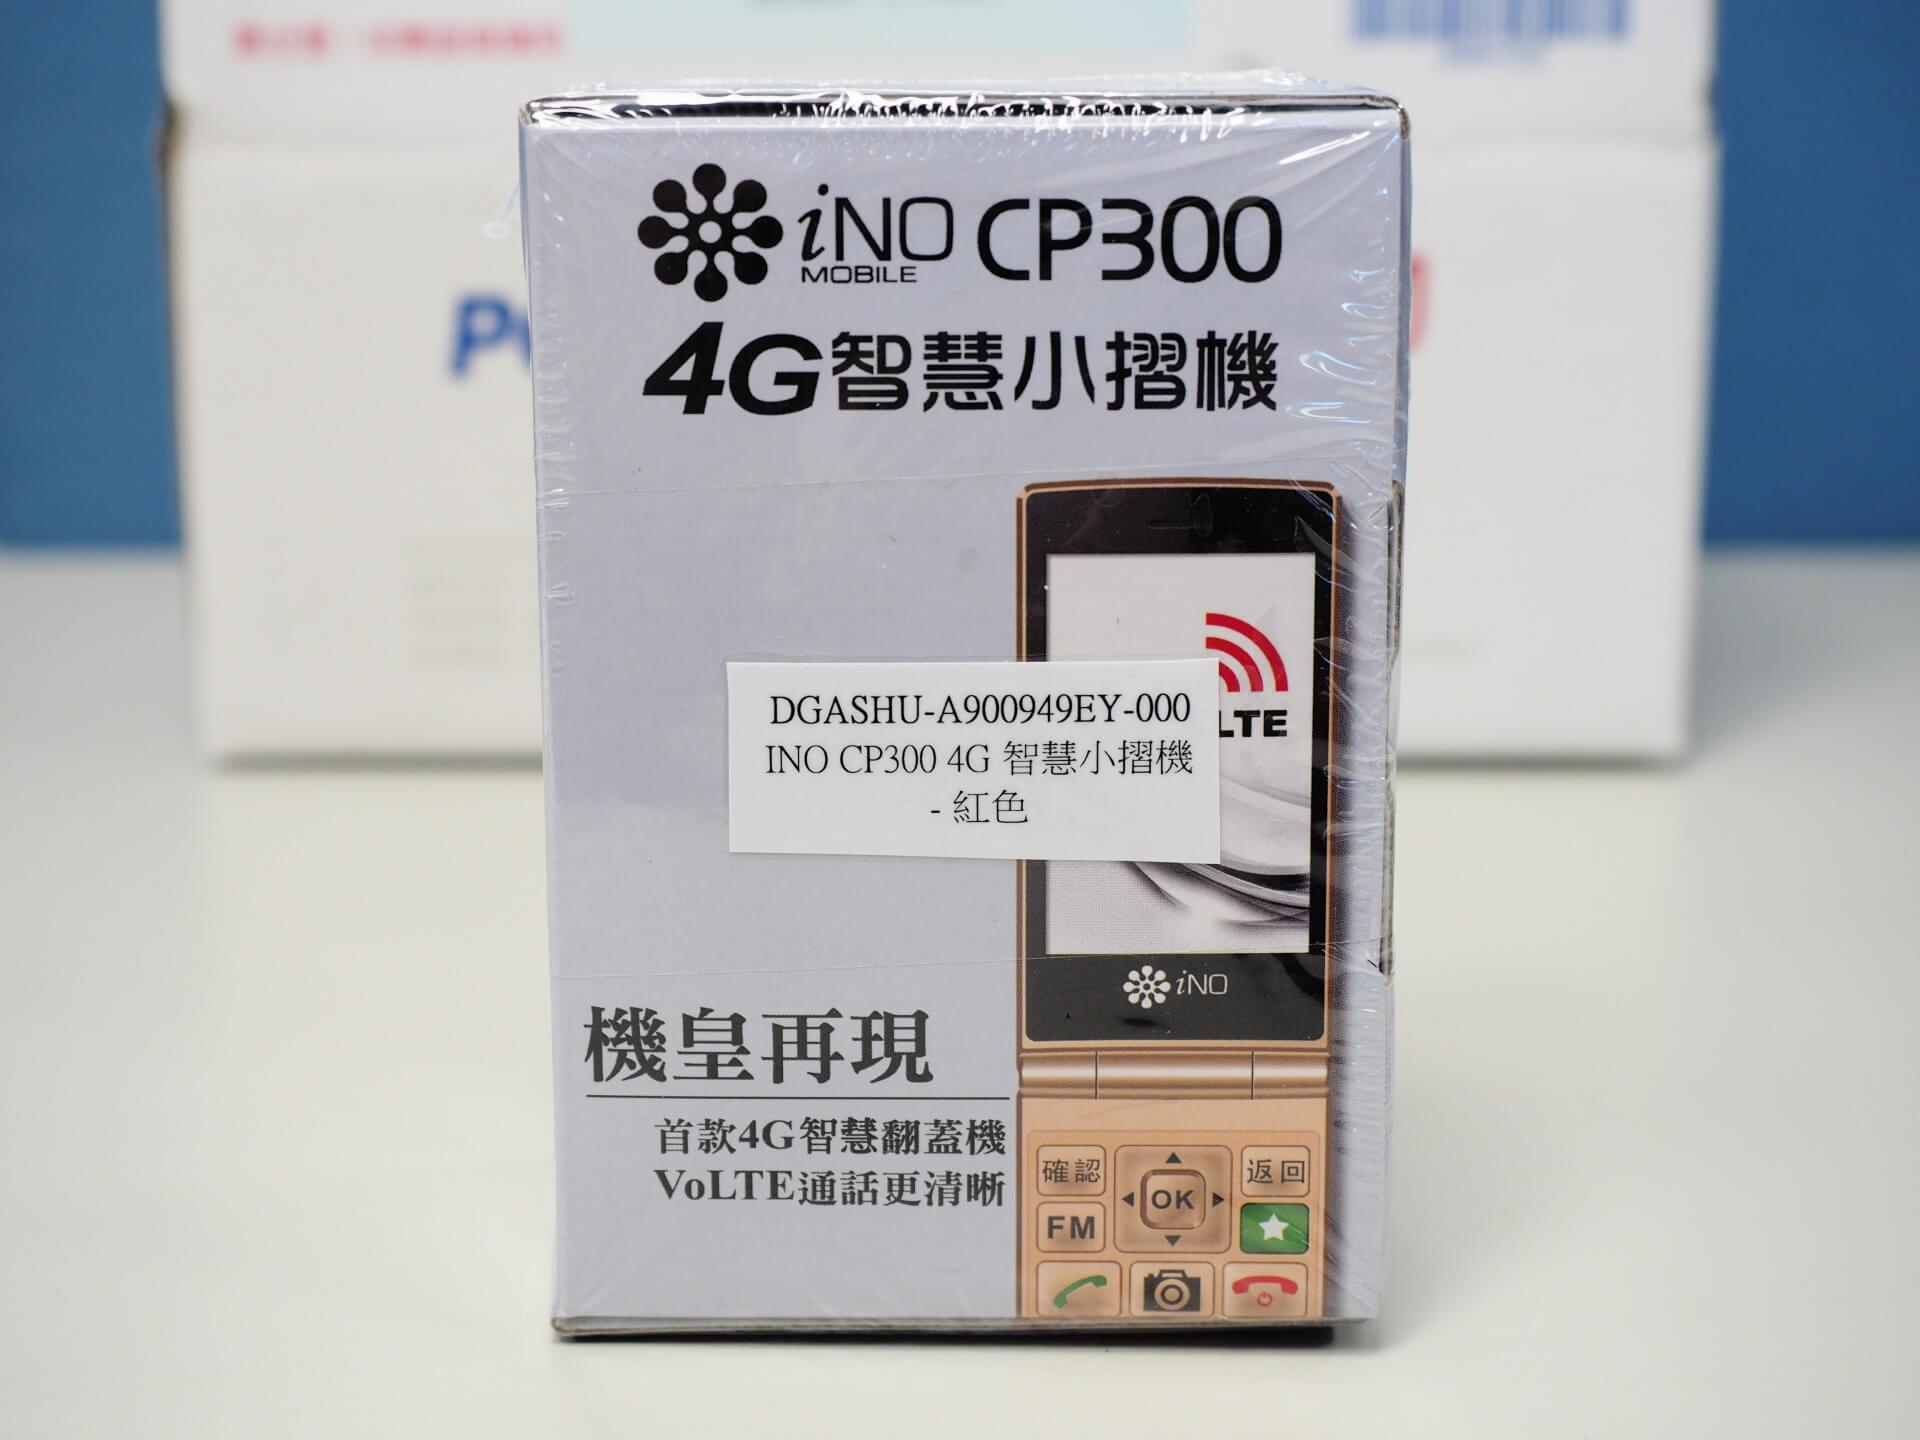 iNO CP300
MOBILE
4G智慧小摺機
LTE
DGASHU-A900949EY-000
INO CP300 4G 智慧小摺機
- 紅色
iNO
機皇再現
首款4G智慧翻蓋機
VoLTE通話更清晰
確認
返回
OK
FM